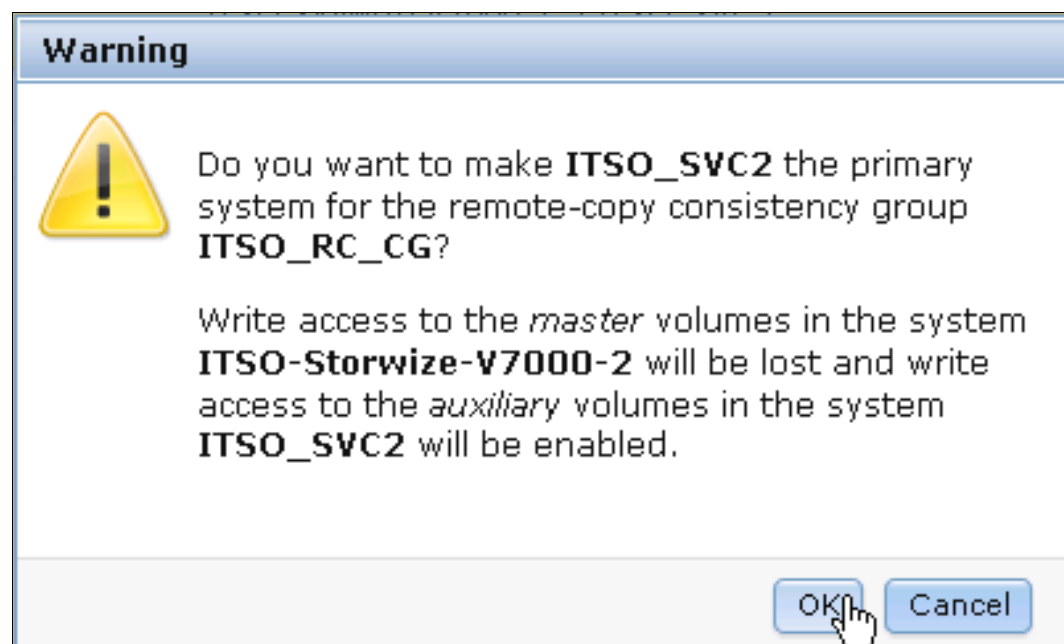 Warning
Do you want to make ITSO_SVC2 the primary
system for the remote-copy consistency group
ITSO_RC_CG?
Write access to the master volumes in the system
ITSO-Storwize-V7000-2 will be lost and write
access to the auxiliary volumes in the system
ITSO_SVC2 will be enabled.
OK
Cancel